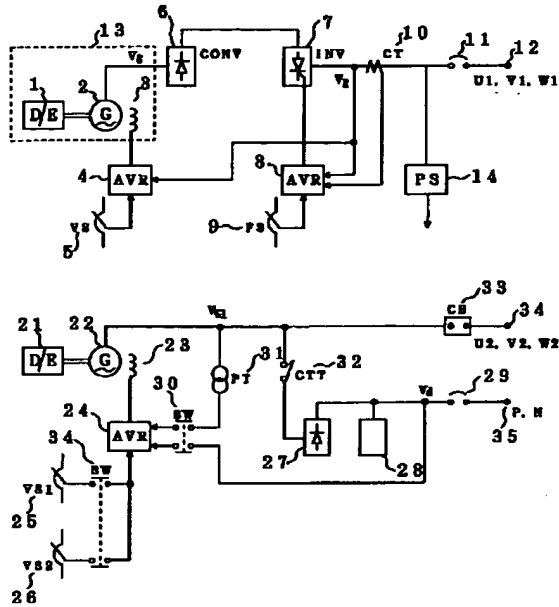 13
6
7
10
11
12
CONV
INV
CT
VG
V2
U1, V1, W1
1
2
3
D/E
G
4
AVR
8
AVR
PS
14
5
VS
9
FS
33
34
21
22
VG1
CB
U2, V2, W2
D/E
G
23
31
32
PT
CTT
30
29
24
AVR
SW
Vd
P. N
34
SW
27
28
35
VS1
25
VS2
26